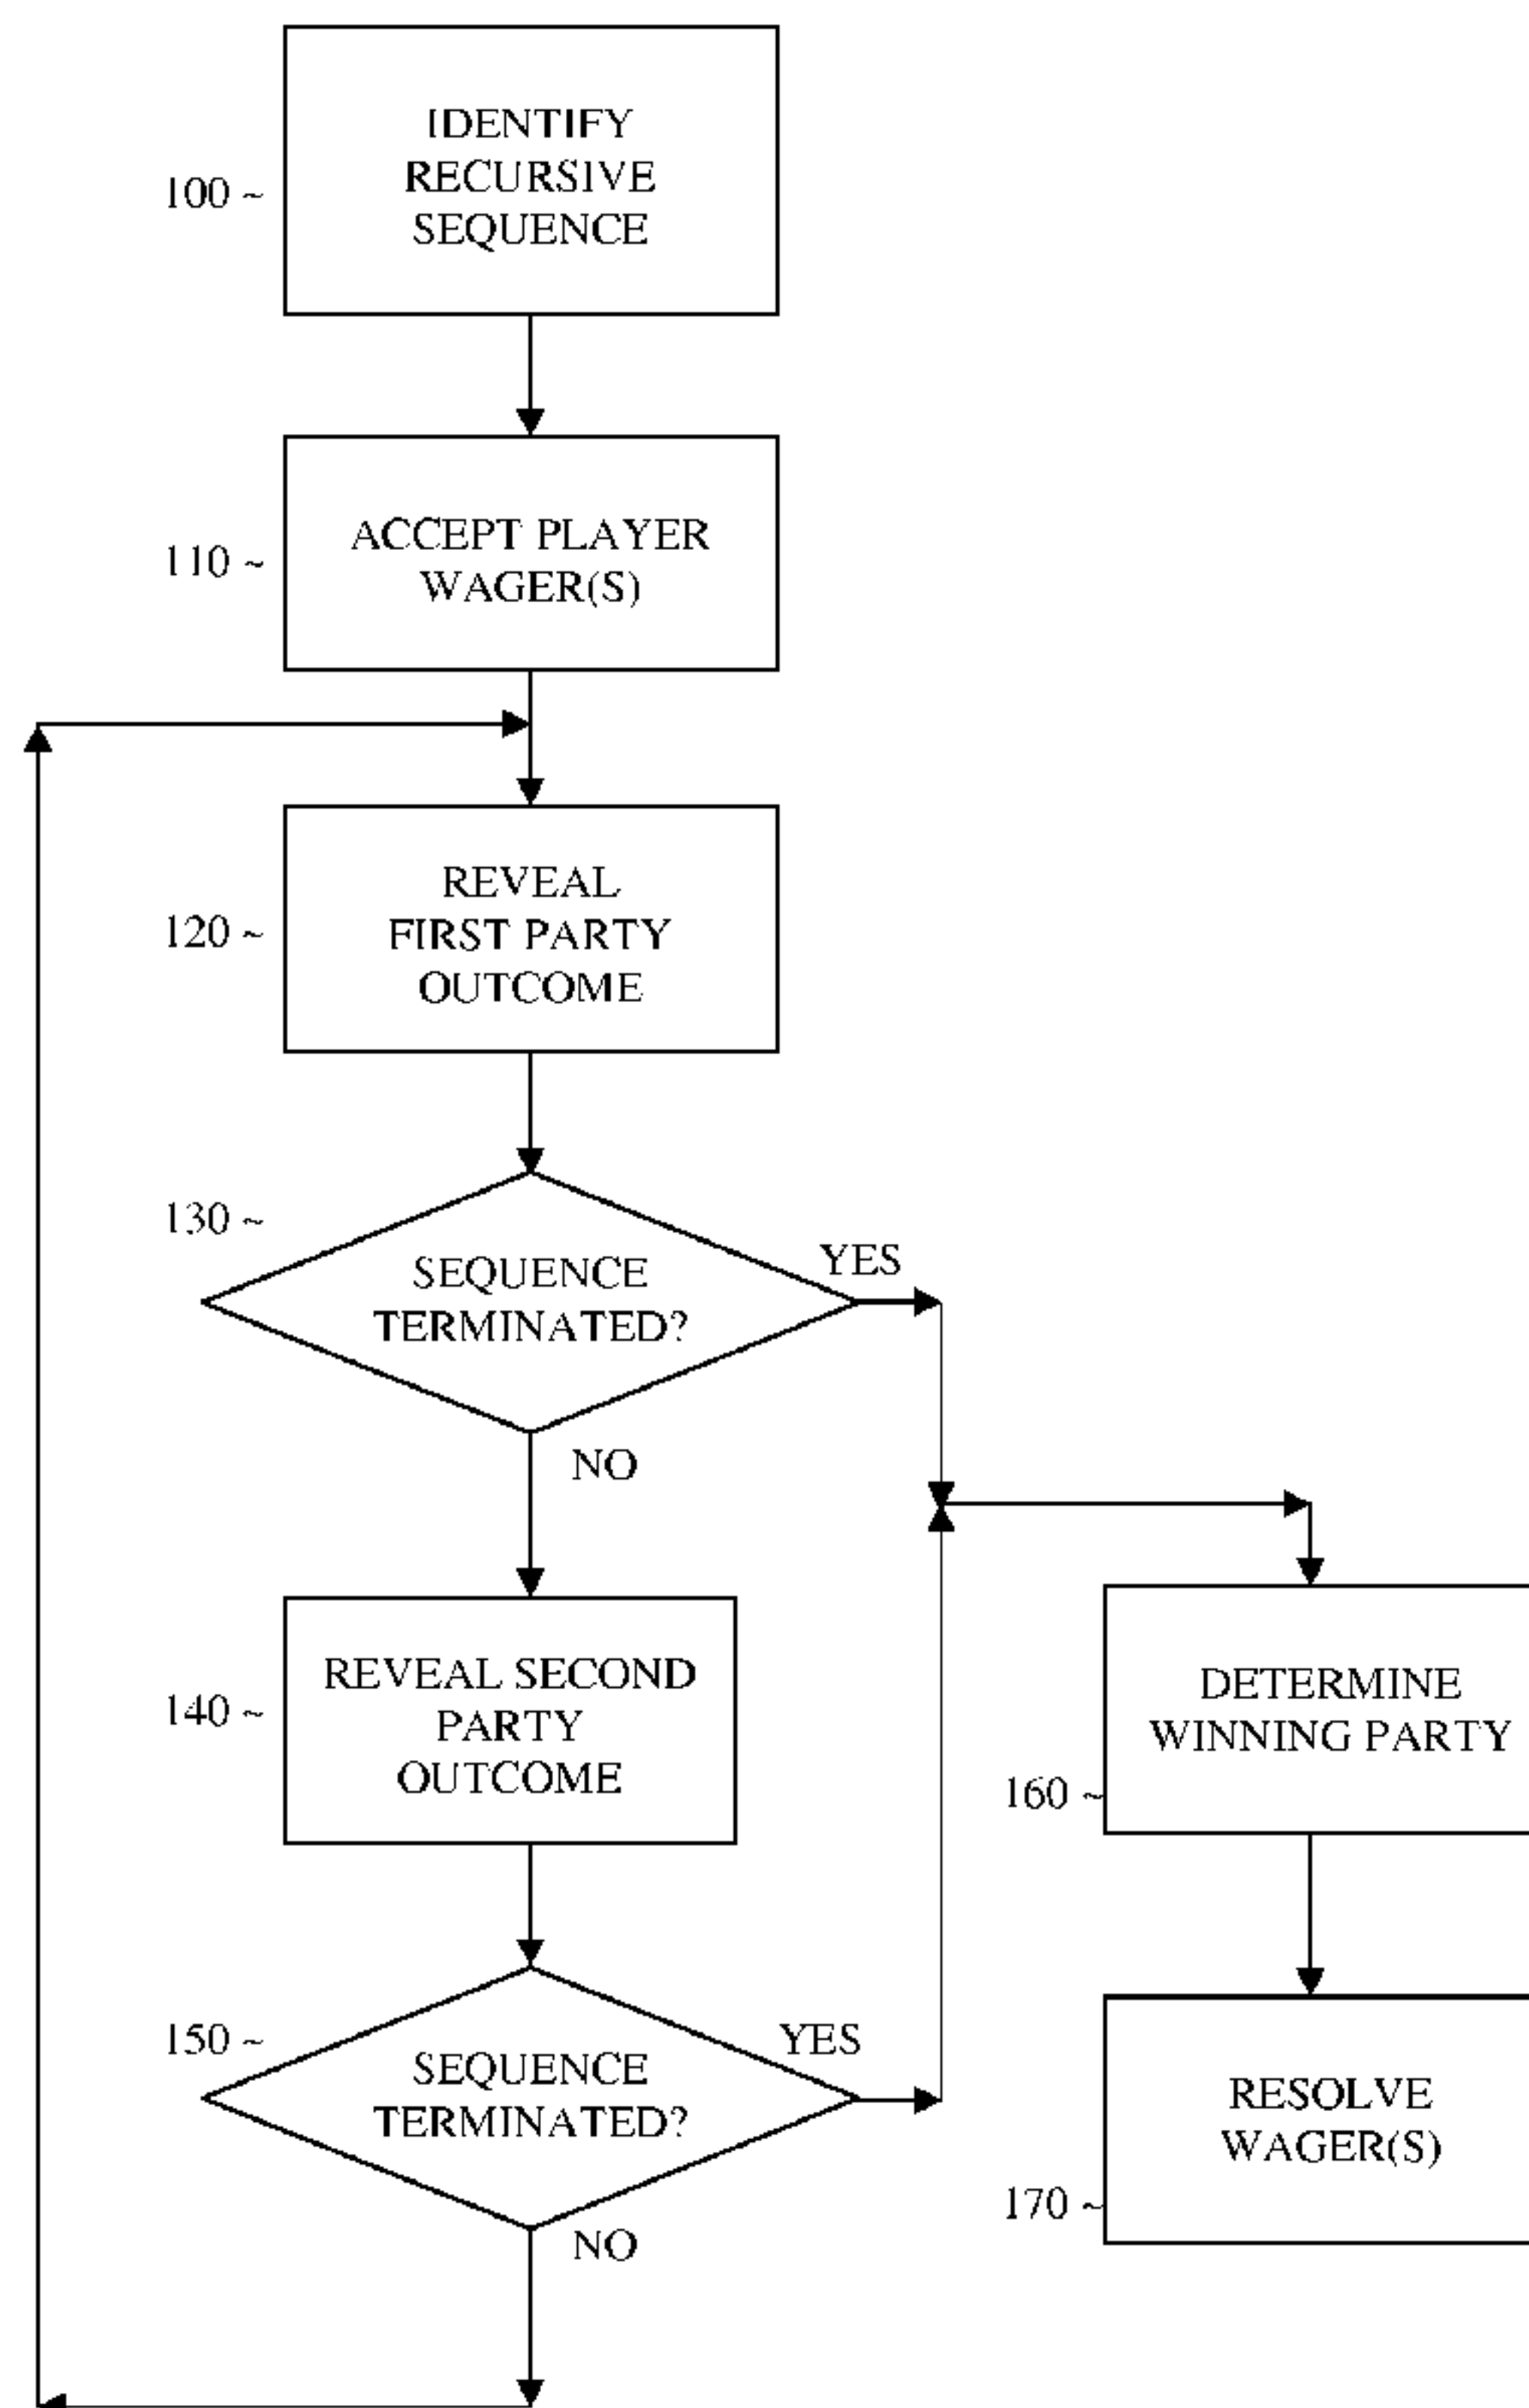 IDENTIFY
RECURSIVE
SEQUENCE
100 ~
ACCEPT PLAYER
WAGER(S)
110 ~
REVEAL
FIRST PARTY
OUTCOME
120 ~
130 ~
SEQUENCE
TERMINATED?
YES
NO
REVEAL SECOND
PARTY
OUTCOME
140 ~
150 ~
SEQUENCE
TERMINATED?
YES
NO
DETERMINE
WINNING PARTY
160 ~
RESOLVE
WAGER(S)
170 ~